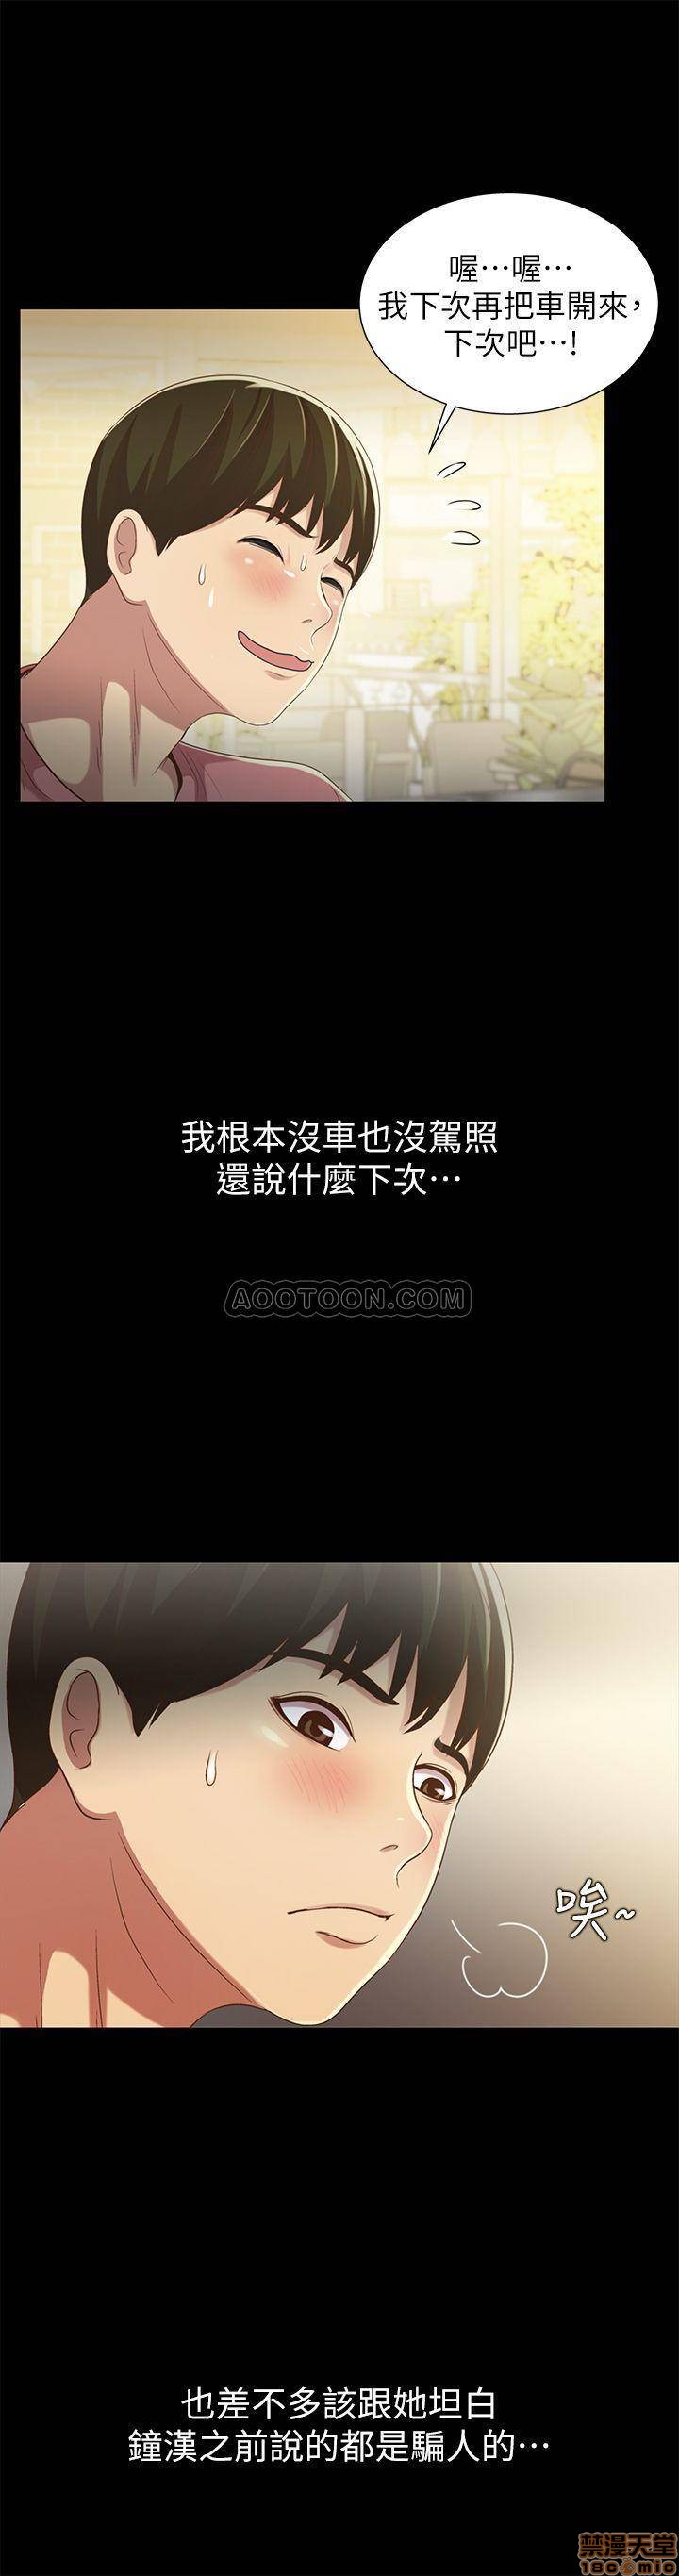 喔⋯喔⋯
我下次再把車開來，
下次吧⋯!
我根本沒車也沒駕照
還說什麼下次⋯
AOOTOON.COM
唉~
也差不多該跟她坦白
鐘漢之前說的都是騙人的⋯
禁漫天堂
18comic